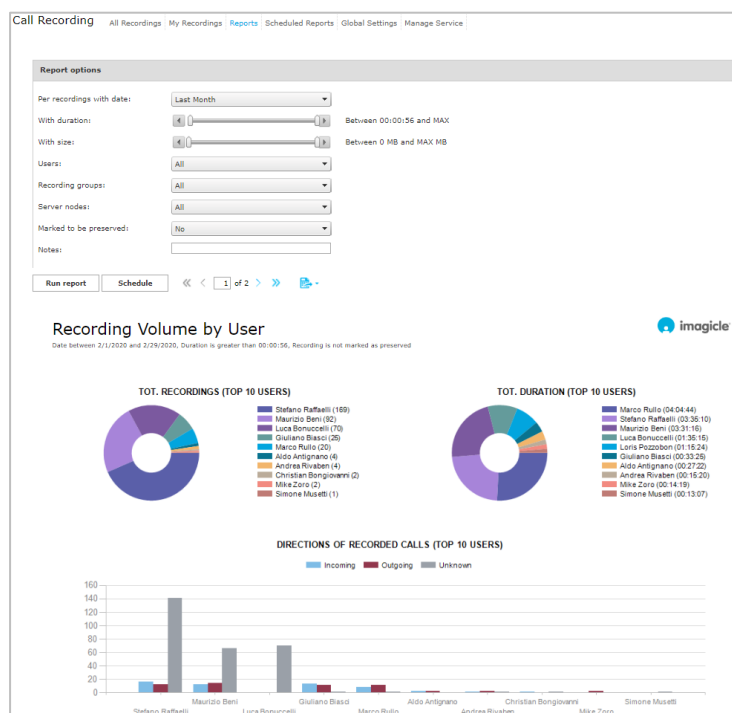 Call Recording All Recordings My Recordings Reports Scheduled Reports Global Settings Manage Service
Report options
Per recordings with date: Last Month
With duration: Between 00:00:56 and MAX
With size: Between 0 MB and MAX MB
Users: All
Recording groups: All
Server nodes: All
Marked to be preserved: No
Notes:
Run report Schedule 1 of 2
Recording Volume by User
imagicle
Date between 2/1/2020 and 2/29/2020, Duration is greater than 00:00:56, Recording is not marked as preserved
TOT. RECORDINGS (TOP 10 USERS)
Stefano Raffaelli (169)
Maurizio Beni (92)
Luca Bonuccelli (70)
Giuliano Biasci (25)
Marco Rullo (20)
Aldo Antignano (4)
Andrea Rivaben (4)
Christian Bongiovanni (2)
Mike Zoro (2)
Simone Musetti (1)
TOT. DURATION (TOP 10 USERS)
Marco Rullo (04:04:44)
Stefano Raffaelli (03:36:10)
Maurizio Beni (03:31:16)
Luca Bonuccelli (01:35:15)
Loris Pozzobon (01:15:24)
Giuliano Biasci (00:33:25)
Aldo Antignano (00:27:22)
Andrea Rivaben (00:15:20)
Mike Zoro (00:14:19)
Simone Musetti (00:13:07)
DIRECTIONS OF RECORDED CALLS (TOP 10 USERS)
Incoming Outgoing Unknown
160
140
120
100
80
60
40
20
0
Maurizio Beni Giuliano Biasci Aldo Antignano Christian Bongiovanni Simone Musetti
Stefano Raffaelli Luca Bonuccelli Marco Rullo Andrea Rivaben Mike Zoro